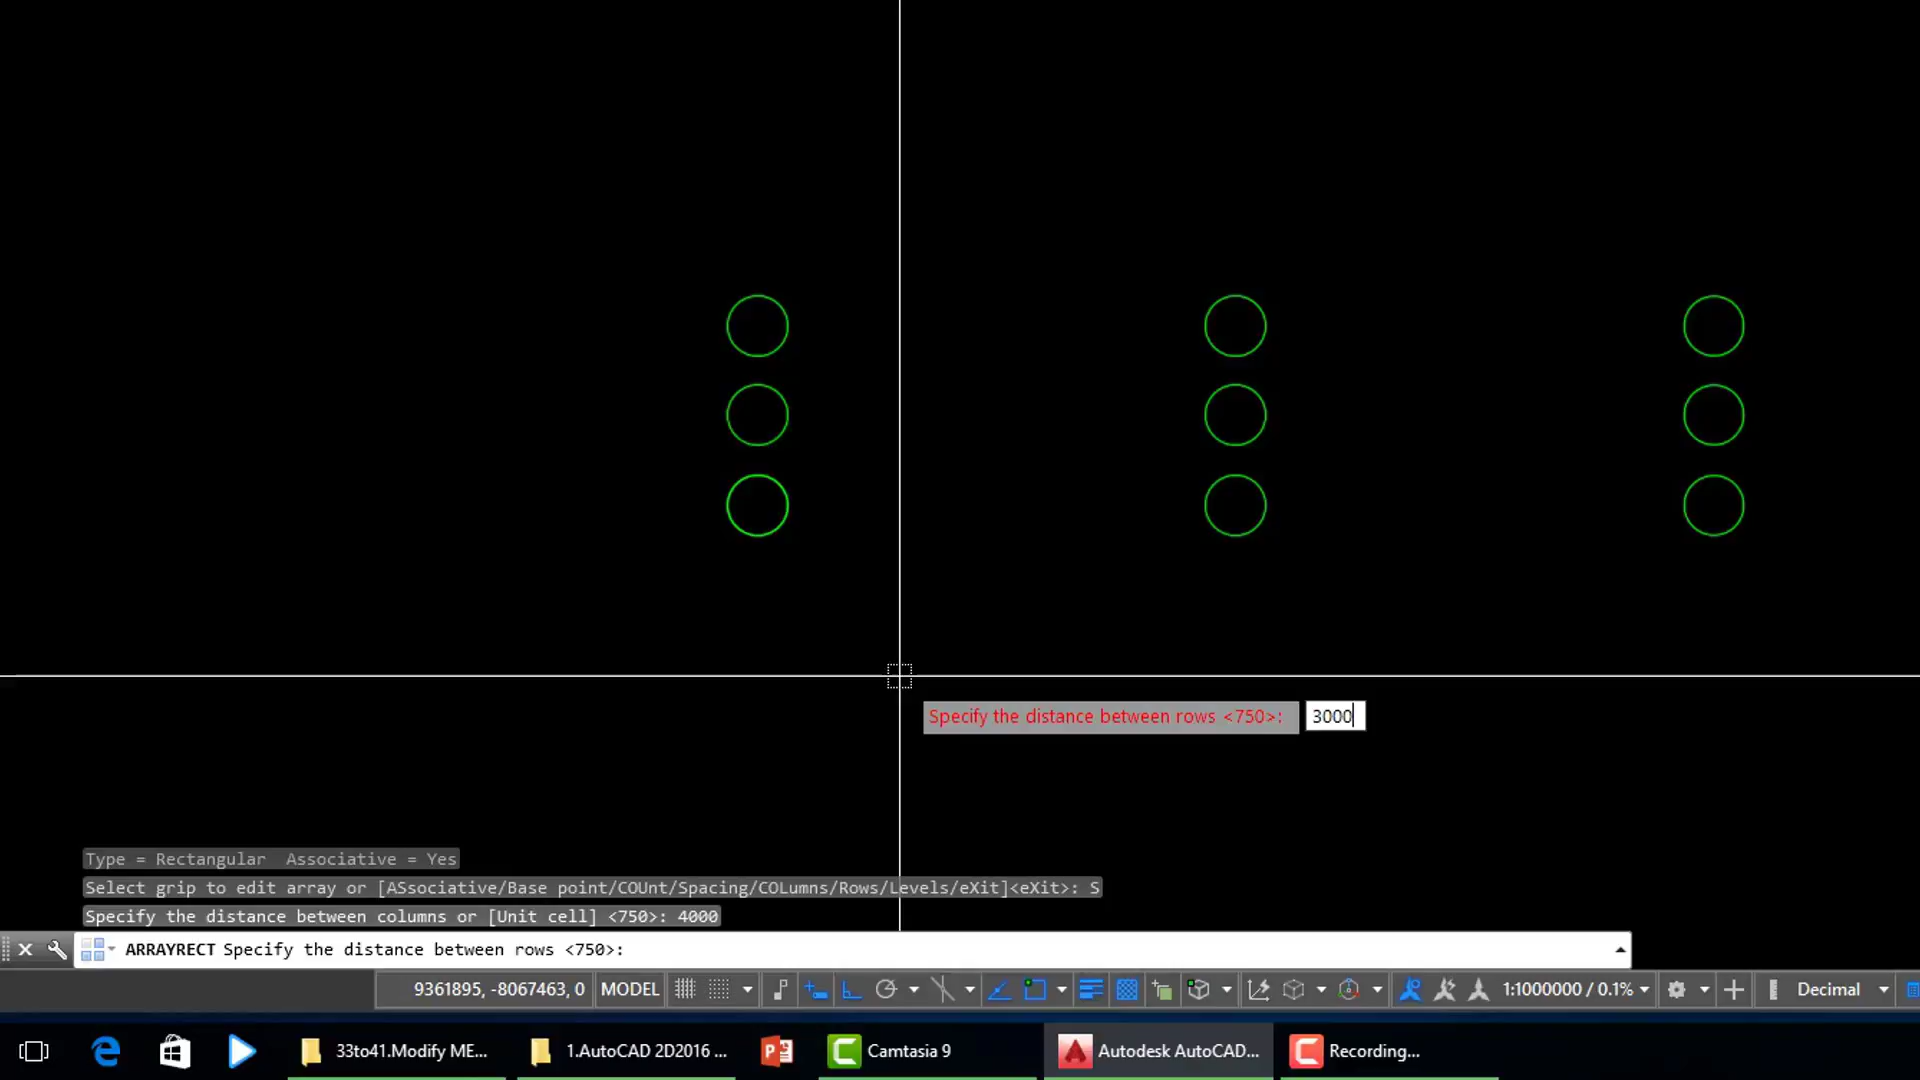 Specify the distance between rows <750>: 3000
Type = Rectangular  Associative = Yes
Select grip to edit array or [ASsociative/Base point/COUnt/Spacing/COLumns/Rows/Levels/eXit]<eXit>: S
Specify the distance between columns or [Unit cell] <750>: 4000
ARRAYRECT Specify the distance between rows <750>:
9361895, -8067463, 0 MODEL 1:1000000 / 0.1% Decimal
33to41.Modify ME... 1.AutoCAD 2D2016 ... Camtasia 9 Autodesk AutoCAD... Recording...